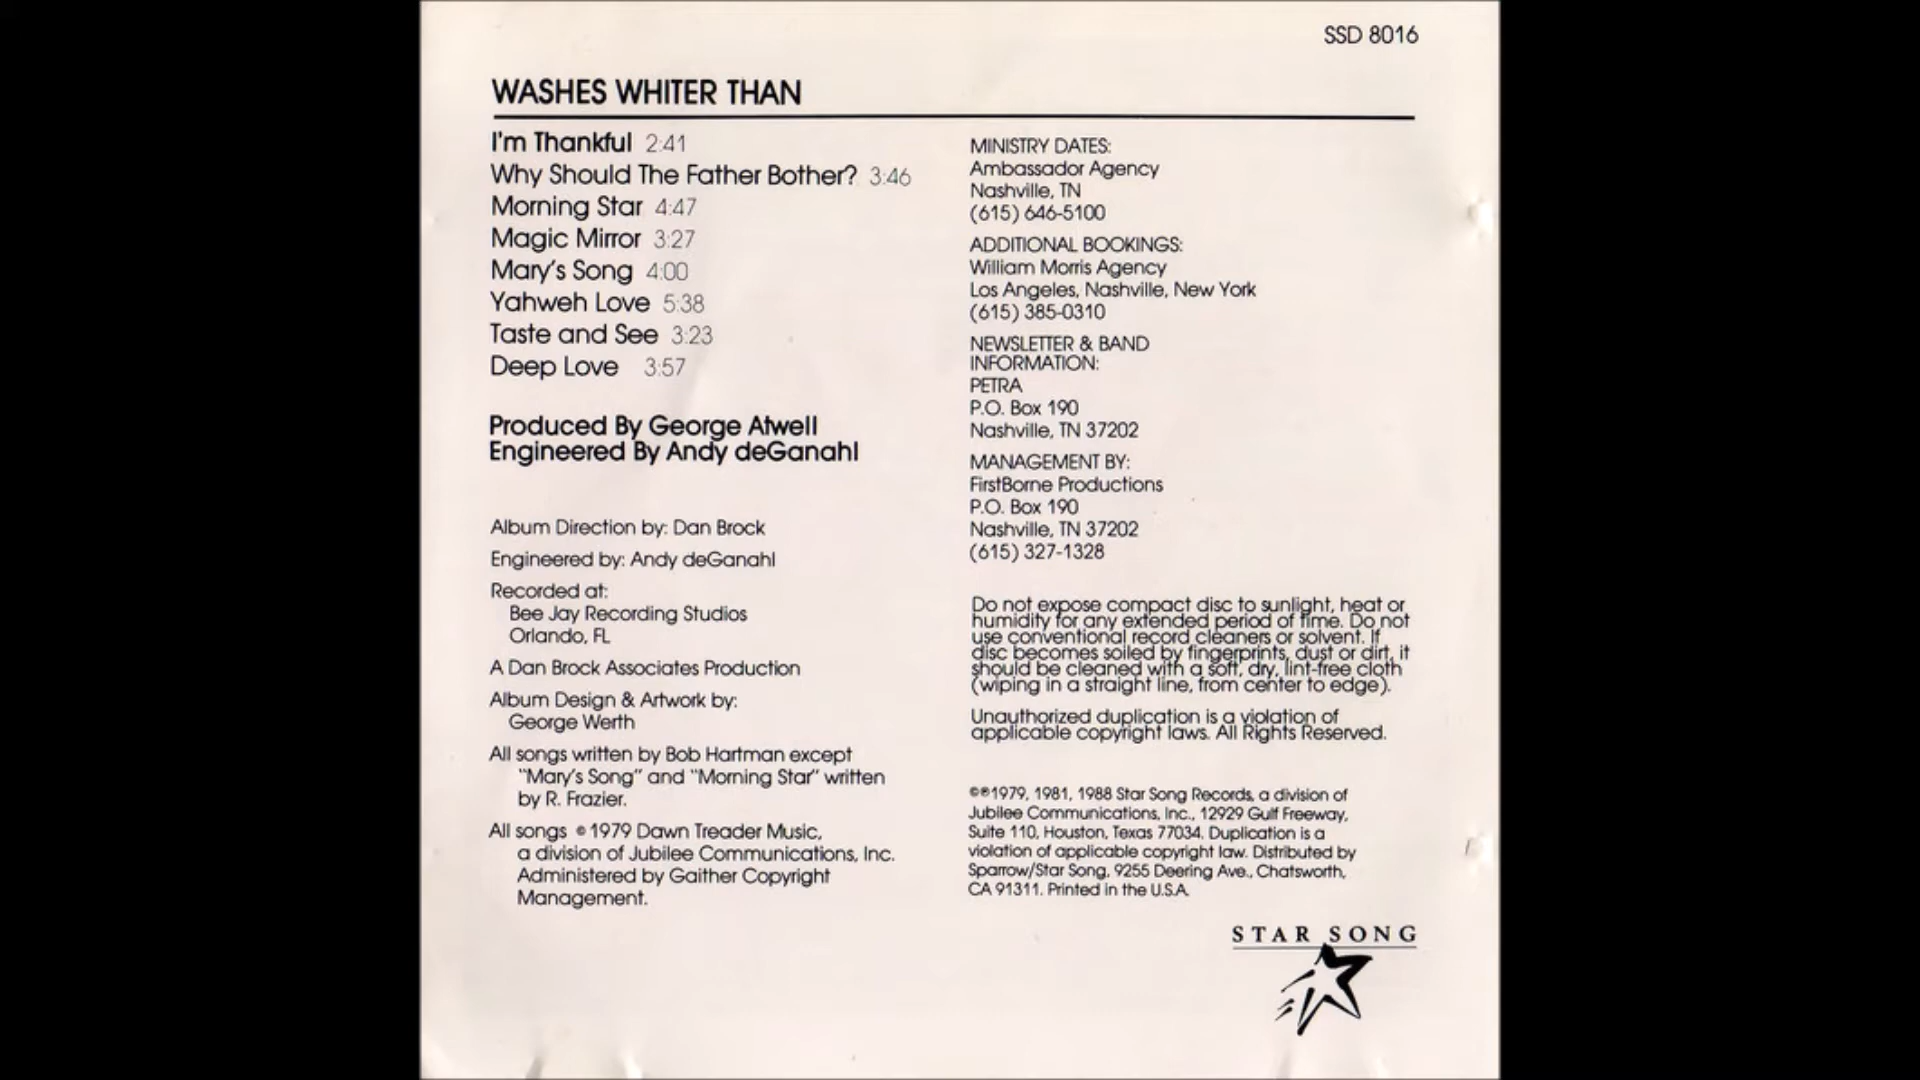 SSD 8016
WASHES WHITER THAN
I'm Thankful 2:41
Why Should The Father Bother? 3:46
Morning Star 4:47
Magic Mirror 3:27
Mary's Song 4:00
Yahweh Love 5:38
Taste and See 3:23
Deep Love 3:57
Produced By George Atwell
Engineered By Andy deGanahl
Album Direction by: Dan Brock
Engineered by: Andy deGanahl
Recorded at:
Bee Jay Recording Studios
Orlando, FL
A Dan Brock Associates Production
Album Design & Artwork by:
George Werth
All songs written by Bob Hartman except
"Mary's Song" and "Morning Star" written
by R. Frazier.
All songs © 1979 Dawn Treader Music,
a division of Jubilee Communications, Inc.
Administered by Gaither Copyright
Management.
MINISTRY DATES:
Ambassador Agency
Nashville, TN
(615) 646-5100
ADDITIONAL BOOKINGS:
William Morris Agency
Los Angeles, Nashville, New York
(615) 385-0310
NEWSLETTER & BAND
INFORMATION:
PETRA
P.O. Box 190
Nashville, TN 37202
MANAGEMENT BY:
FirstBorne Productions
P.O. Box 190
Nashville, TN 37202
(615) 327-1328
Do not expose compact disc to sunlight, heat or
humidity for any extended period of time. Do not
use conventional record cleaners or solvent. If
disc becomes soiled by fingerprints, dust or dirt, it
should be cleaned with a soft, dry, lint-free cloth
(wiping in a straight line, from center to edge).
Unauthorized duplication is a violation of
applicable copyright laws. All Rights Reserved.
©℗1979, 1981, 1988 Star Song Records, a division of
Jubilee Communications, Inc., 12929 Gulf Freeway,
Suite 110, Houston, Texas 77034. Duplication is a
violation of applicable copyright law. Distributed by
Sparrow/Star Song, 9255 Deering Ave., Chatsworth,
CA 91311. Printed in the U.S.A.
STAR SONG